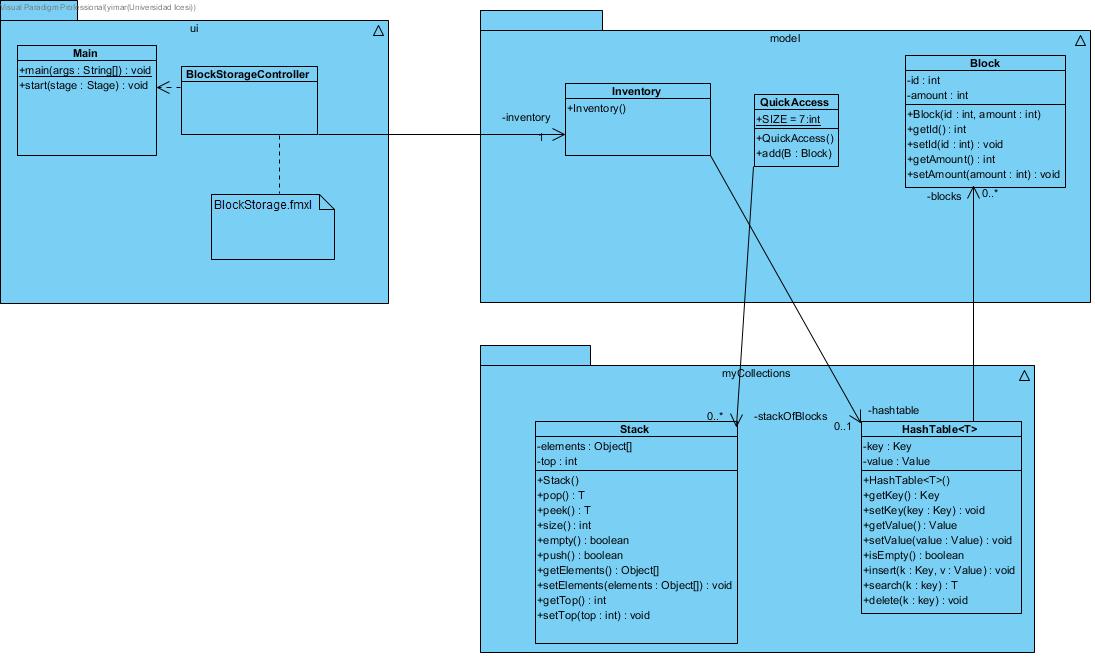 Visual Paradigm Professional(yimar(Universidad Icesi))
ui
Main
+main(args : String[]) : void
+start(stage : Stage) : void
BlockStorageController
BlockStorage.fmxl
model
-inventory
1
Inventory
+Inventory()
QuickAccess
+SIZE = 7:int
+QuickAccess()
+add(B : Block)
Block
-id : int
-amount : int
+Block(id : int, amount : int)
+getId() : int
+setId(id : int) : void
+getAmount() : int
+setAmount(amount : int) : void
-blocks
0..*
myCollections
0..*
-stackOfBlocks
0..1
-hashtable
Stack
-elements : Object[]
-top : int
+Stack()
+pop() : T
+peek() : T
+size() : int
+empty() : boolean
+push() : boolean
+getElements() : Object[]
+setElements(elements : Object[]) : void
+getTop() : int
+setTop(top : int) : void
HashTable<T>
-key : Key
-value : Value
+HashTable<T>()
+getKey() : Key
+setKey(key : Key) : void
+getValue() : Value
+setValue(value : Value) : void
+isEmpty() : boolean
+insert(k : Key, v : Value) : void
+search(k : key) : T
+delete(k : key) : void